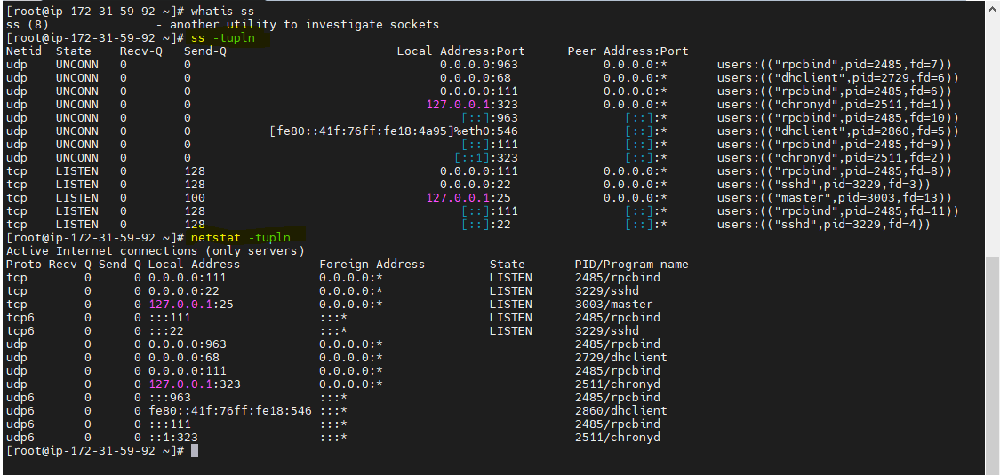 [root@ip-172-31-59-92 ~]# whatis ss
ss (8)               - another utility to investigate sockets
[root@ip-172-31-59-92 ~]# ss -tupln
Netid  State      Recv-Q   Send-Q                        Local Address:Port      Peer Address:Port
udp    UNCONN   0        0                                   0.0.0.0:963            0.0.0.0:*       users:(("rpcbind",pid=2485,fd=7))
udp    UNCONN   0        0                                   0.0.0.0:68             0.0.0.0:*       users:(("dhclient",pid=2729,fd=6))
udp    UNCONN   0        0                                   0.0.0.0:111            0.0.0.0:*       users:(("rpcbind",pid=2485,fd=6))
udp    UNCONN   0        0                                 127.0.0.1:323            0.0.0.0:*       users:(("chronyd",pid=2511,fd=1))
udp    UNCONN   0        0                                      [::]:963               [::]:*       users:(("rpcbind",pid=2485,fd=10))
udp    UNCONN   0        0           [fe80::41f:76ff:fe18:4a95]%eth0:546               [::]:*       users:(("dhclient",pid=2860,fd=5))
udp    UNCONN   0        0                                      [::]:111               [::]:*       users:(("rpcbind",pid=2485,fd=9))
udp    UNCONN   0        0                                     [::1]:323               [::]:*       users:(("chronyd",pid=2511,fd=2))
tcp    LISTEN   0        128                                 0.0.0.0:111            0.0.0.0:*       users:(("rpcbind",pid=2485,fd=8))
tcp    LISTEN   0        128                                 0.0.0.0:22             0.0.0.0:*       users:(("sshd",pid=3229,fd=3))
tcp    LISTEN   0        100                               127.0.0.1:25             0.0.0.0:*       users:(("master",pid=3003,fd=13))
tcp    LISTEN   0        128                                    [::]:111               [::]:*       users:(("rpcbind",pid=2485,fd=11))
tcp    LISTEN   0        128                                    [::]:22                [::]:*       users:(("sshd",pid=3229,fd=4))
[root@ip-172-31-59-92 ~]# netstat -tupln
Active Internet connections (only servers)
Proto Recv-Q Send-Q Local Address           Foreign Address         State       PID/Program name
tcp        0      0 0.0.0.0:111             0.0.0.0:*               LISTEN      2485/rpcbind
tcp        0      0 0.0.0.0:22              0.0.0.0:*               LISTEN      3229/sshd
tcp        0      0 127.0.0.1:25            0.0.0.0:*               LISTEN      3003/master
tcp6       0      0 :::111                  :::*                    LISTEN      2485/rpcbind
tcp6       0      0 :::22                   :::*                    LISTEN      3229/sshd
udp        0      0 0.0.0.0:963             0.0.0.0:*                           2485/rpcbind
udp        0      0 0.0.0.0:68              0.0.0.0:*                           2729/dhclient
udp        0      0 0.0.0.0:111             0.0.0.0:*                           2485/rpcbind
udp        0      0 127.0.0.1:323           0.0.0.0:*                           2511/chronyd
udp6       0      0 :::963                  :::*                                2485/rpcbind
udp6       0      0 fe80::41f:76ff:fe18:546 :::*                                2860/dhclient
udp6       0      0 :::111                  :::*                                2485/rpcbind
udp6       0      0 ::1:323                 :::*                                2511/chronyd
[root@ip-172-31-59-92 ~]#